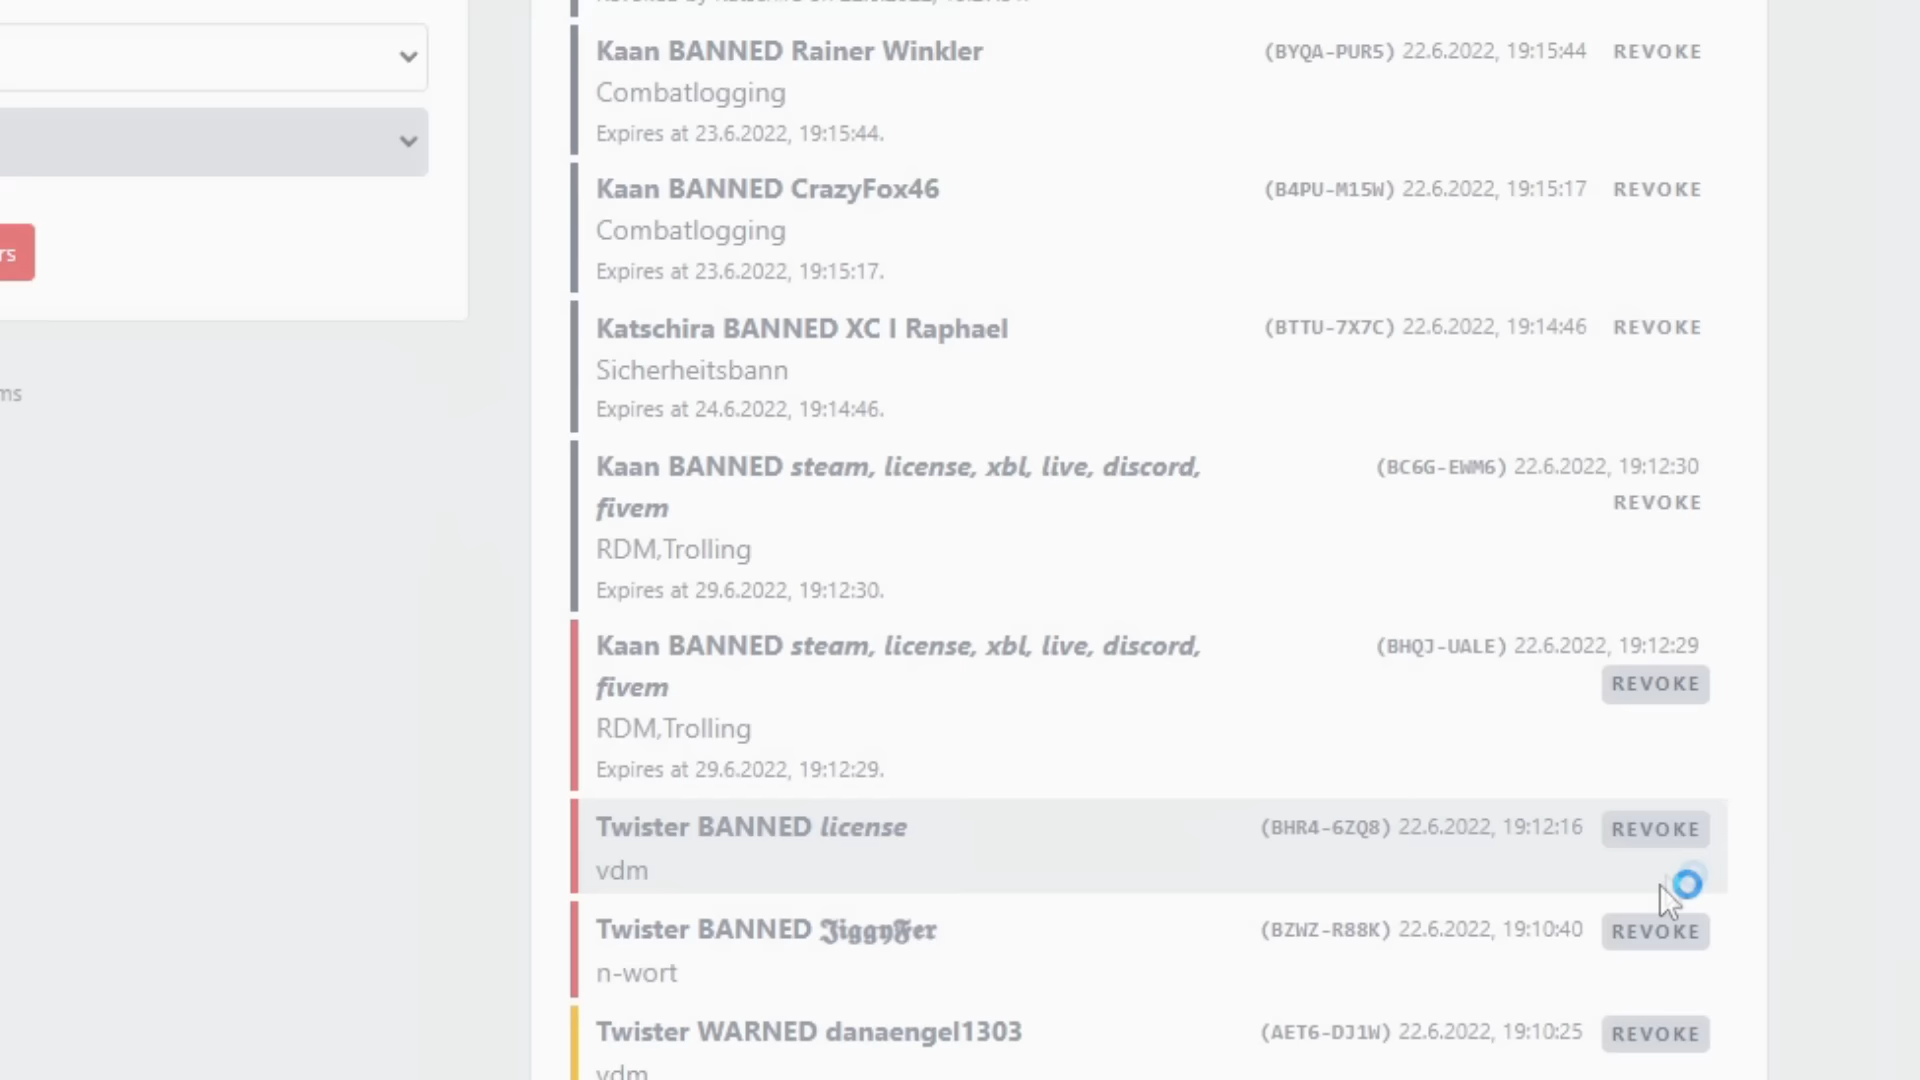 Kaan BANNED Rainer Winkler (BYQA-PUR5) 22.6.2022, 19:15:44 REVOKE
Combatlogging
Expires at 23.6.2022, 19:15:44.
Kaan BANNED CrazyFox46 (B4PU-M15W) 22.6.2022, 19:15:17 REVOKE
Combatlogging
Expires at 23.6.2022, 19:15:17.
rs
Katschira BANNED XC I Raphael (BTTU-7X7C) 22.6.2022, 19:14:46 REVOKE
Sicherheitsbann
Expires at 24.6.2022, 19:14:46.
ms
Kaan BANNED steam, license, xbl, live, discord, (BC6G-EWM6) 22.6.2022, 19:12:30
fivem REVOKE
RDM,Trolling
Expires at 29.6.2022, 19:12:30.
Kaan BANNED steam, license, xbl, live, discord, (BHQJ-UALE) 22.6.2022, 19:12:29
fivem REVOKE
RDM,Trolling
Expires at 29.6.2022, 19:12:29.
Twister BANNED license (BHR4-6ZQ8) 22.6.2022, 19:12:16 REVOKE
vdm
Twister BANNED (BZWZ-R88K) 22.6.2022, 19:10:40 REVOKE
n-wort
Twister WARNED danaengel1303 (AET6-DJ1W) 22.6.2022, 19:10:25 REVOKE
vdm